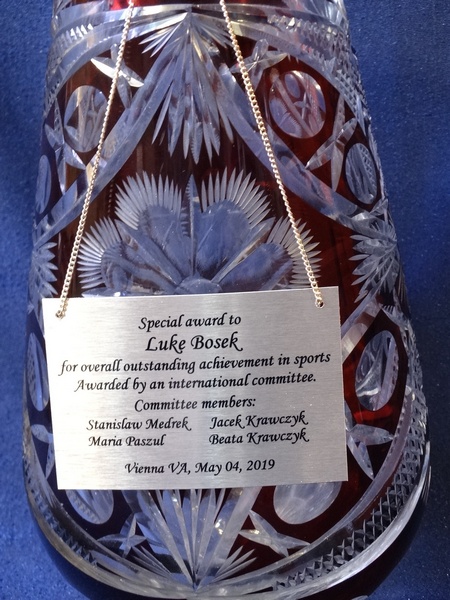 Special award to
Luke Bosek
for overall outstanding achievement in sports
Awarded by an international committee.
Committee members:
Stanislaw Medrek Jacek Krawczyk
Maria Paszul Beata Krawczyk
Vienna VA, May 04, 2019